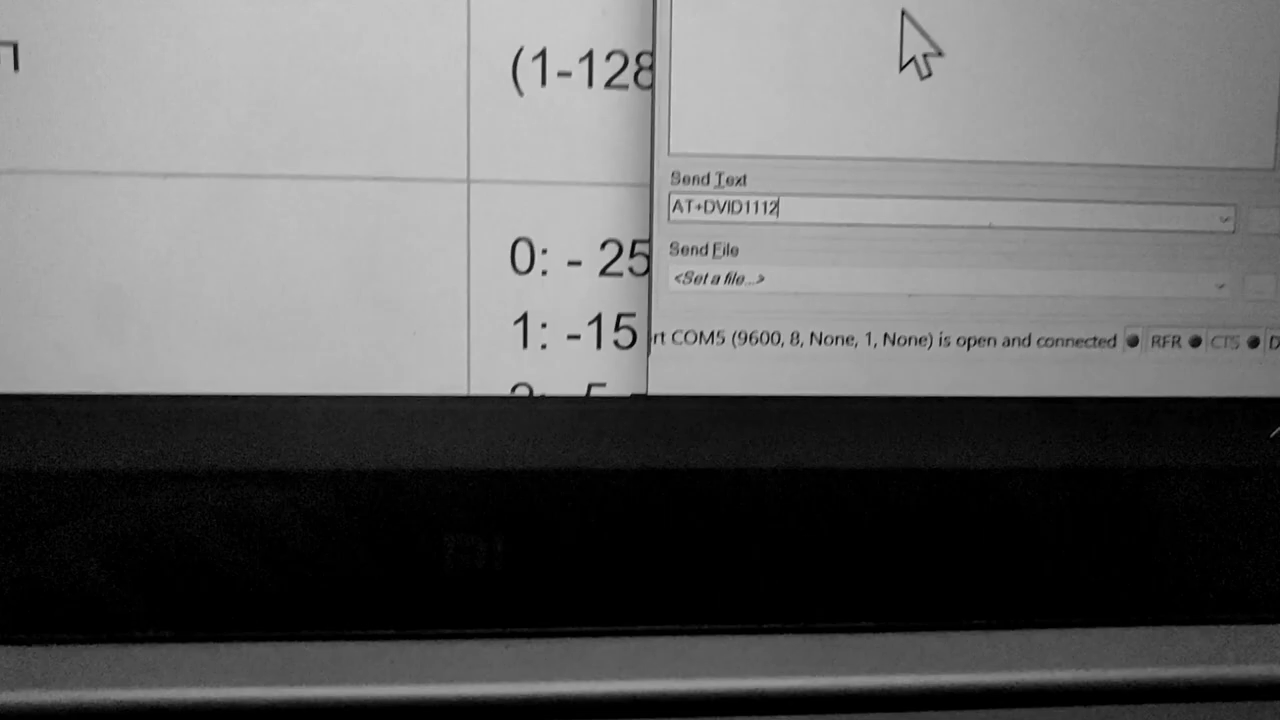 (1-128
0: - 25
1: -15
Send Text
AT+DVID1112
Send File
<Set a file...>
rt COM5 (9600, 8, None, 1, None) is open and connected RFR CTS D